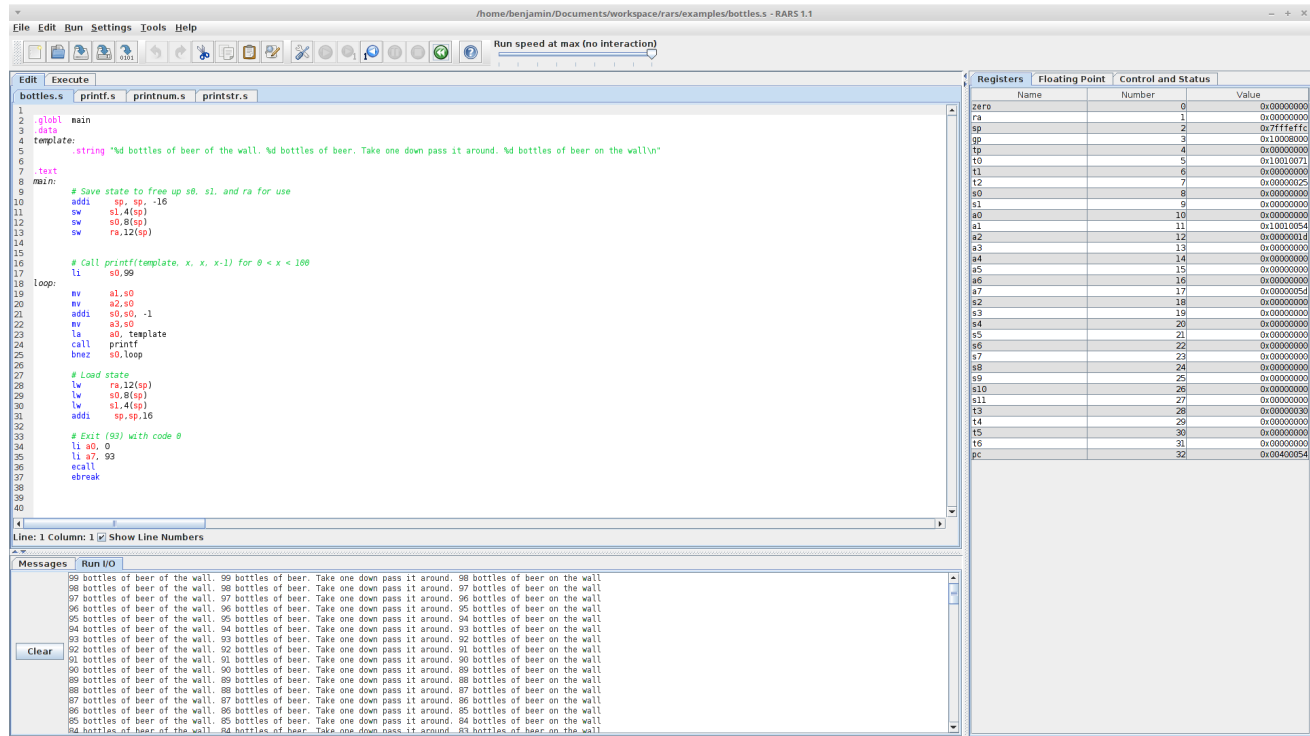 /home/benjamin/Documents/workspace/rars/examples/bottles.s - RARS 1.1
File Edit Run Settings Tools Help
Run speed at max (no interaction)
Edit Execute
bottles.s printf.s printnum.s printstr.s
1
2 .globl main
3 .data
4 template:
5 .string "%d bottles of beer of the wall. %d bottles of beer. Take one down pass it around. %d bottles of beer on the wall\n"
6
7 .text
8 main:
9 # Save state to free up s0, s1, and ra for use
10 addi sp, sp, -16
11 sw s1,4(sp)
12 sw s0,8(sp)
13 sw ra,12(sp)
14
15
16 # Call printf(template, x, x, x-1) for 0 < x < 100
17 li s0,99
18 loop:
19 mv a1,s0
20 mv a2,s0
21 addi s0,s0, -1
22 mv a3,s0
23 la a0, template
24 call printf
25 bnez s0,loop
26
27 # Load state
28 lw ra,12(sp)
29 lw s0,8(sp)
30 lw s1,4(sp)
31 addi sp,sp,16
32
33 # Exit (93) with code 0
34 li a0, 0
35 li a7, 93
36 ecall
37 ebreak
38
39
40
Line: 1 Column: 1 Show Line Numbers
Messages Run I/O
Clear
99 bottles of beer of the wall. 99 bottles of beer. Take one down pass it around. 98 bottles of beer on the wall
98 bottles of beer of the wall. 98 bottles of beer. Take one down pass it around. 97 bottles of beer on the wall
97 bottles of beer of the wall. 97 bottles of beer. Take one down pass it around. 96 bottles of beer on the wall
96 bottles of beer of the wall. 96 bottles of beer. Take one down pass it around. 95 bottles of beer on the wall
95 bottles of beer of the wall. 95 bottles of beer. Take one down pass it around. 94 bottles of beer on the wall
94 bottles of beer of the wall. 94 bottles of beer. Take one down pass it around. 93 bottles of beer on the wall
93 bottles of beer of the wall. 93 bottles of beer. Take one down pass it around. 92 bottles of beer on the wall
92 bottles of beer of the wall. 92 bottles of beer. Take one down pass it around. 91 bottles of beer on the wall
91 bottles of beer of the wall. 91 bottles of beer. Take one down pass it around. 90 bottles of beer on the wall
90 bottles of beer of the wall. 90 bottles of beer. Take one down pass it around. 89 bottles of beer on the wall
89 bottles of beer of the wall. 89 bottles of beer. Take one down pass it around. 88 bottles of beer on the wall
88 bottles of beer of the wall. 88 bottles of beer. Take one down pass it around. 87 bottles of beer on the wall
87 bottles of beer of the wall. 87 bottles of beer. Take one down pass it around. 86 bottles of beer on the wall
86 bottles of beer of the wall. 86 bottles of beer. Take one down pass it around. 85 bottles of beer on the wall
85 bottles of beer of the wall. 85 bottles of beer. Take one down pass it around. 84 bottles of beer on the wall
84 bottles of beer of the wall. 84 bottles of beer. Take one down pass it around. 83 bottles of beer on the wall
Registers Floating Point Control and Status
Name Number Value
zero 0 0x00000000
ra 1 0x00000000
sp 2 0x7fffeffc
gp 3 0x10008000
tp 4 0x00000000
t0 5 0x10010071
t1 6 0x00000000
t2 7 0x00000025
s0 8 0x00000000
s1 9 0x00000000
a0 10 0x00000000
a1 11 0x10010054
a2 12 0x0000001d
a3 13 0x00000000
a4 14 0x00000000
a5 15 0x00000000
a6 16 0x00000000
a7 17 0x0000005d
s2 18 0x00000000
s3 19 0x00000000
s4 20 0x00000000
s5 21 0x00000000
s6 22 0x00000000
s7 23 0x00000000
s8 24 0x00000000
s9 25 0x00000000
s10 26 0x00000000
s11 27 0x00000000
t3 28 0x00000030
t4 29 0x00000000
t5 30 0x00000000
t6 31 0x00000000
pc 32 0x00400054